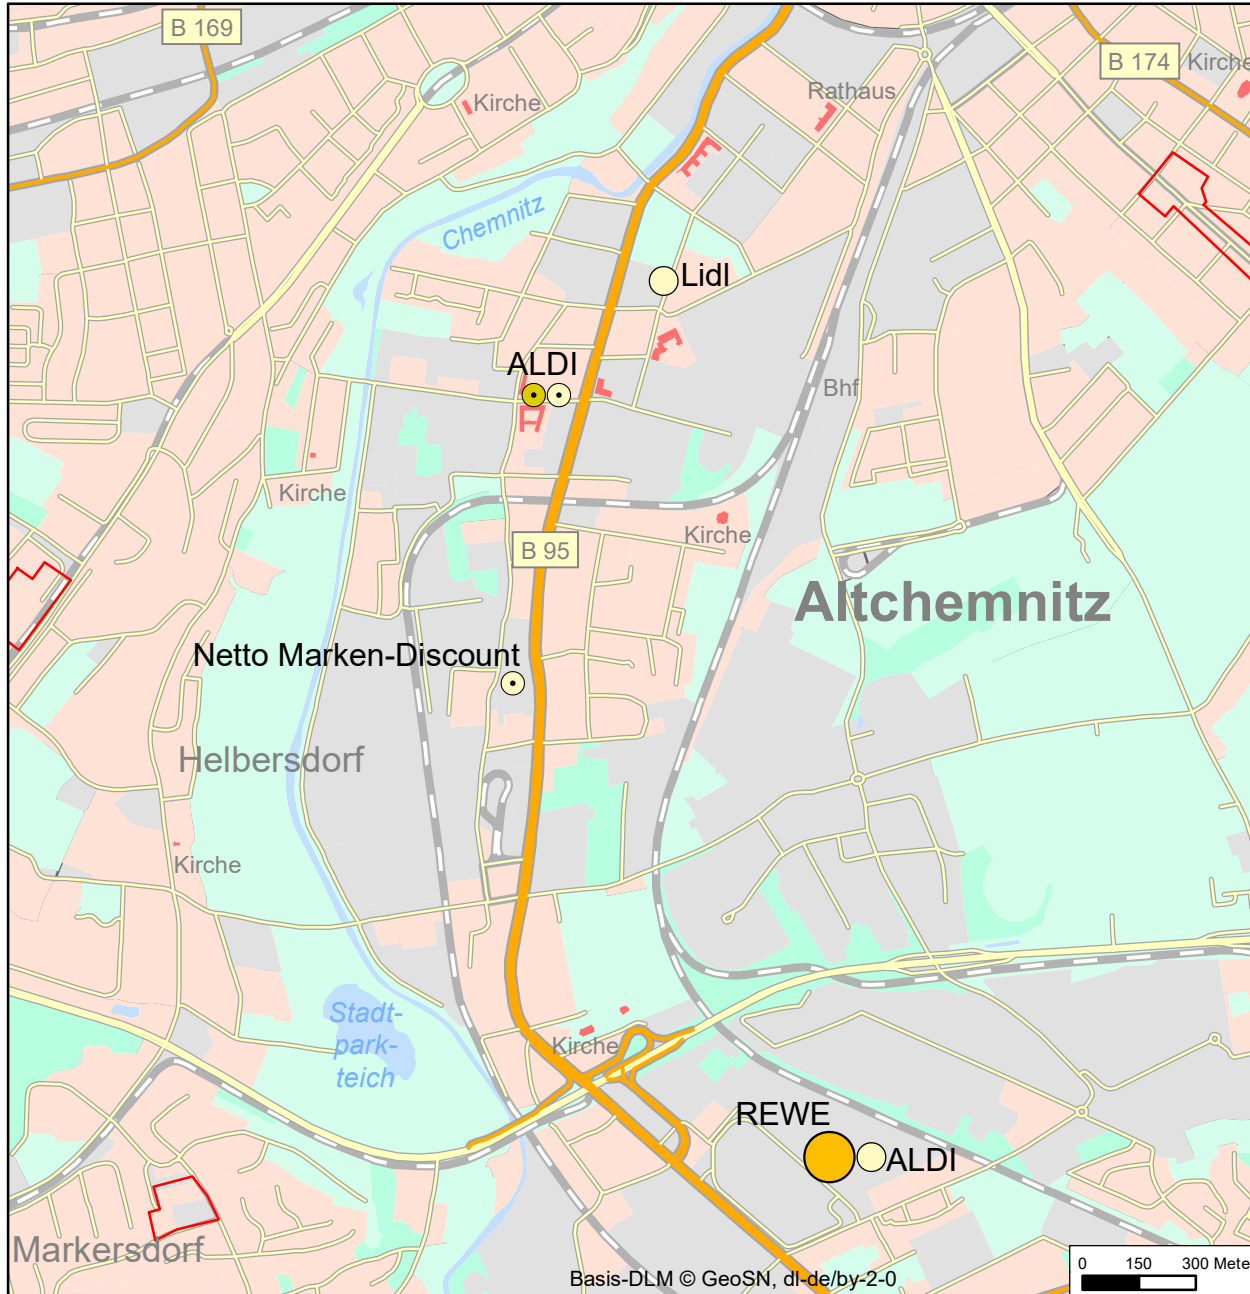 B 169
B 174
Kirche
Kirche
Rathaus
Chemnitz
Lidl
ALDI
Bhf
Kirche
Kirche
B 95
Altchemnitz
Netto Marken-Discount
Helbersdorf
Kirche
Stadt-
park-
teich
Kirche
REWE
ALDI
Markersdorf
Basis-DLM © GeoSN, dl-de/by-2-0
0 150 300 Mete